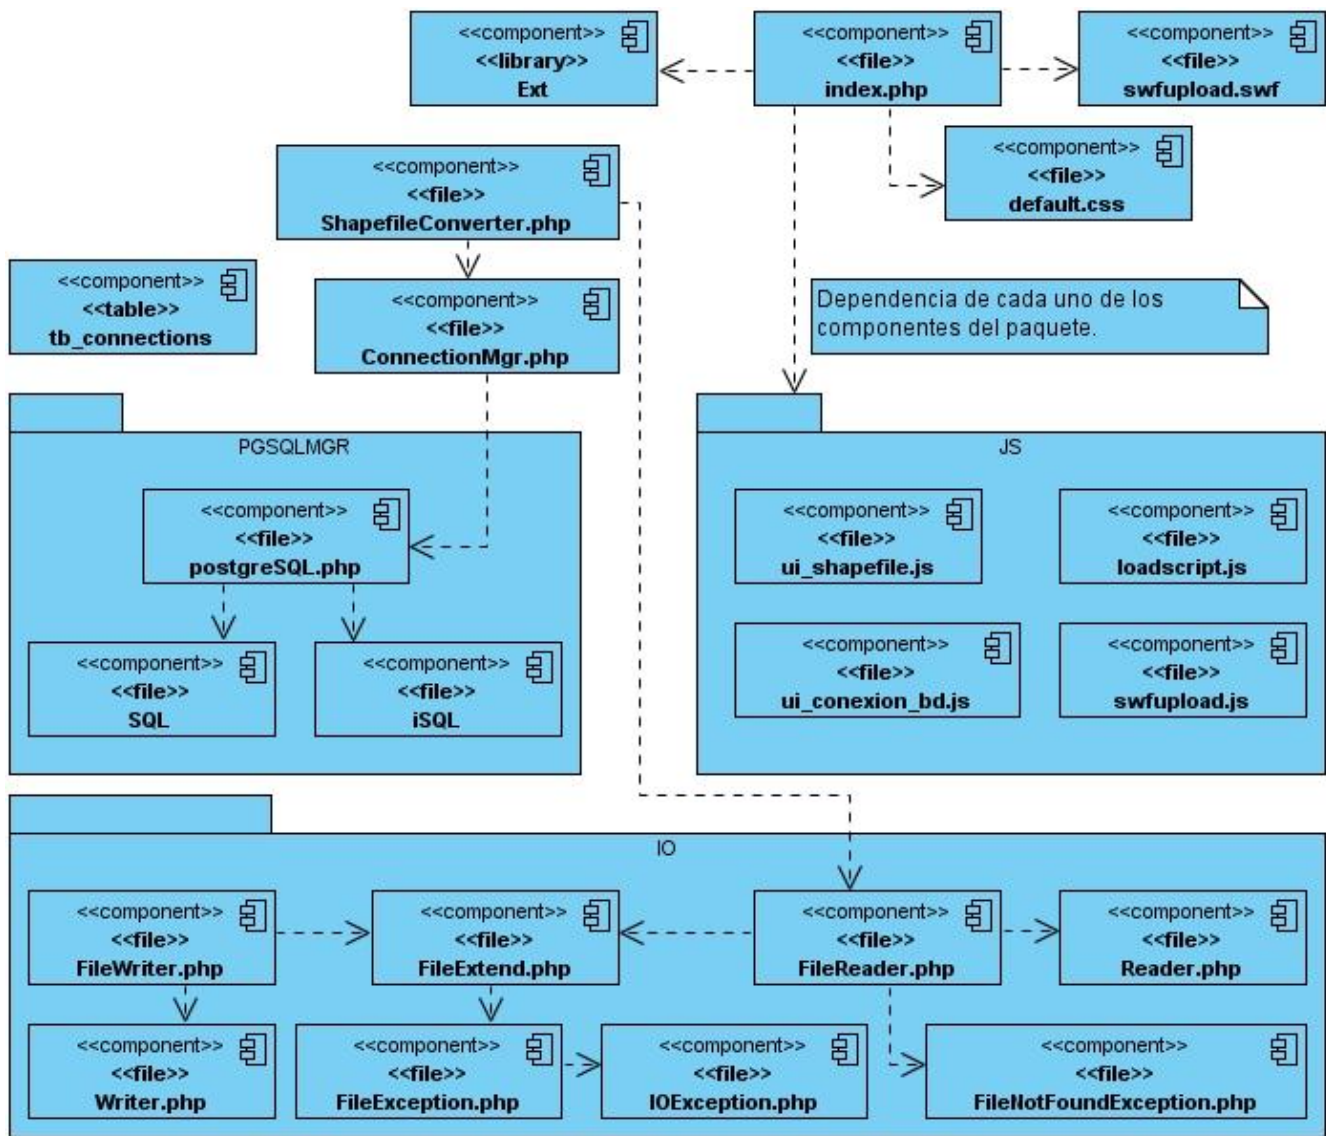 <<component>>
<<library>>
Ext
<<component>>
<<file>>
index.php
<<component>>
<<file>>
swfupload.swf
<<component>>
<<file>>
default.css
<<component>>
<<file>>
ShapefileConverter.php
<<component>>
<<table>>
tb_connections
<<component>>
<<file>>
ConnectionMgr.php
Dependencia de cada uno de los
componentes del paquete.
PGSQLMGR
<<component>>
<<file>>
postgreSQL.php
<<component>>
<<file>>
SQL
<<component>>
<<file>>
iSQL
JS
<<component>>
<<file>>
ui_shapefile.js
<<component>>
<<file>>
loadscript.js
<<component>>
<<file>>
ui_conexion_bd.js
<<component>>
<<file>>
swfupload.js
IO
<<component>>
<<file>>
FileWriter.php
<<component>>
<<file>>
FileExtend.php
<<component>>
<<file>>
FileReader.php
<<component>>
<<file>>
Reader.php
<<component>>
<<file>>
Writer.php
<<component>>
<<file>>
FileException.php
<<component>>
<<file>>
IOException.php
<<component>>
<<file>>
FileNotFoundException.php